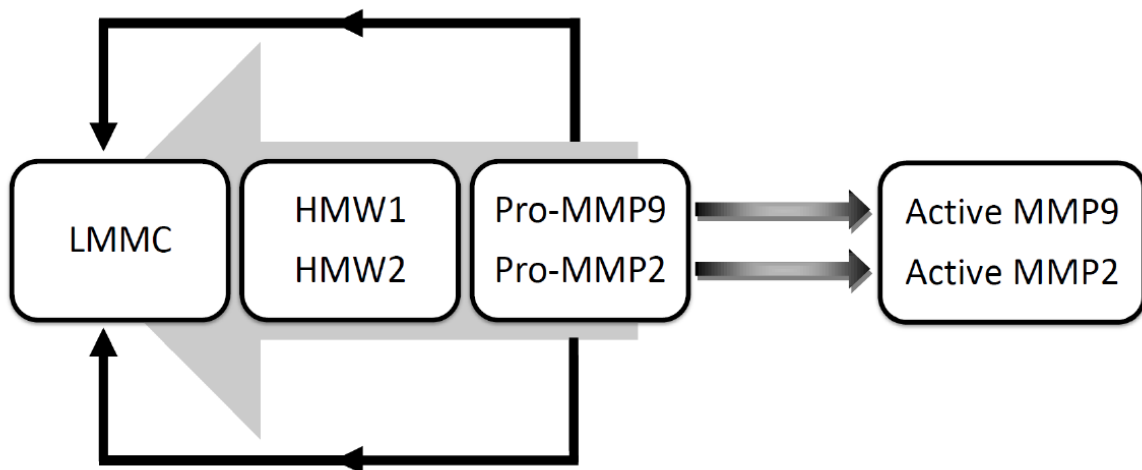 LMMC
HMW1
HMW2
Pro-MMP9
Pro-MMP2
Active MMP9
Active MMP2